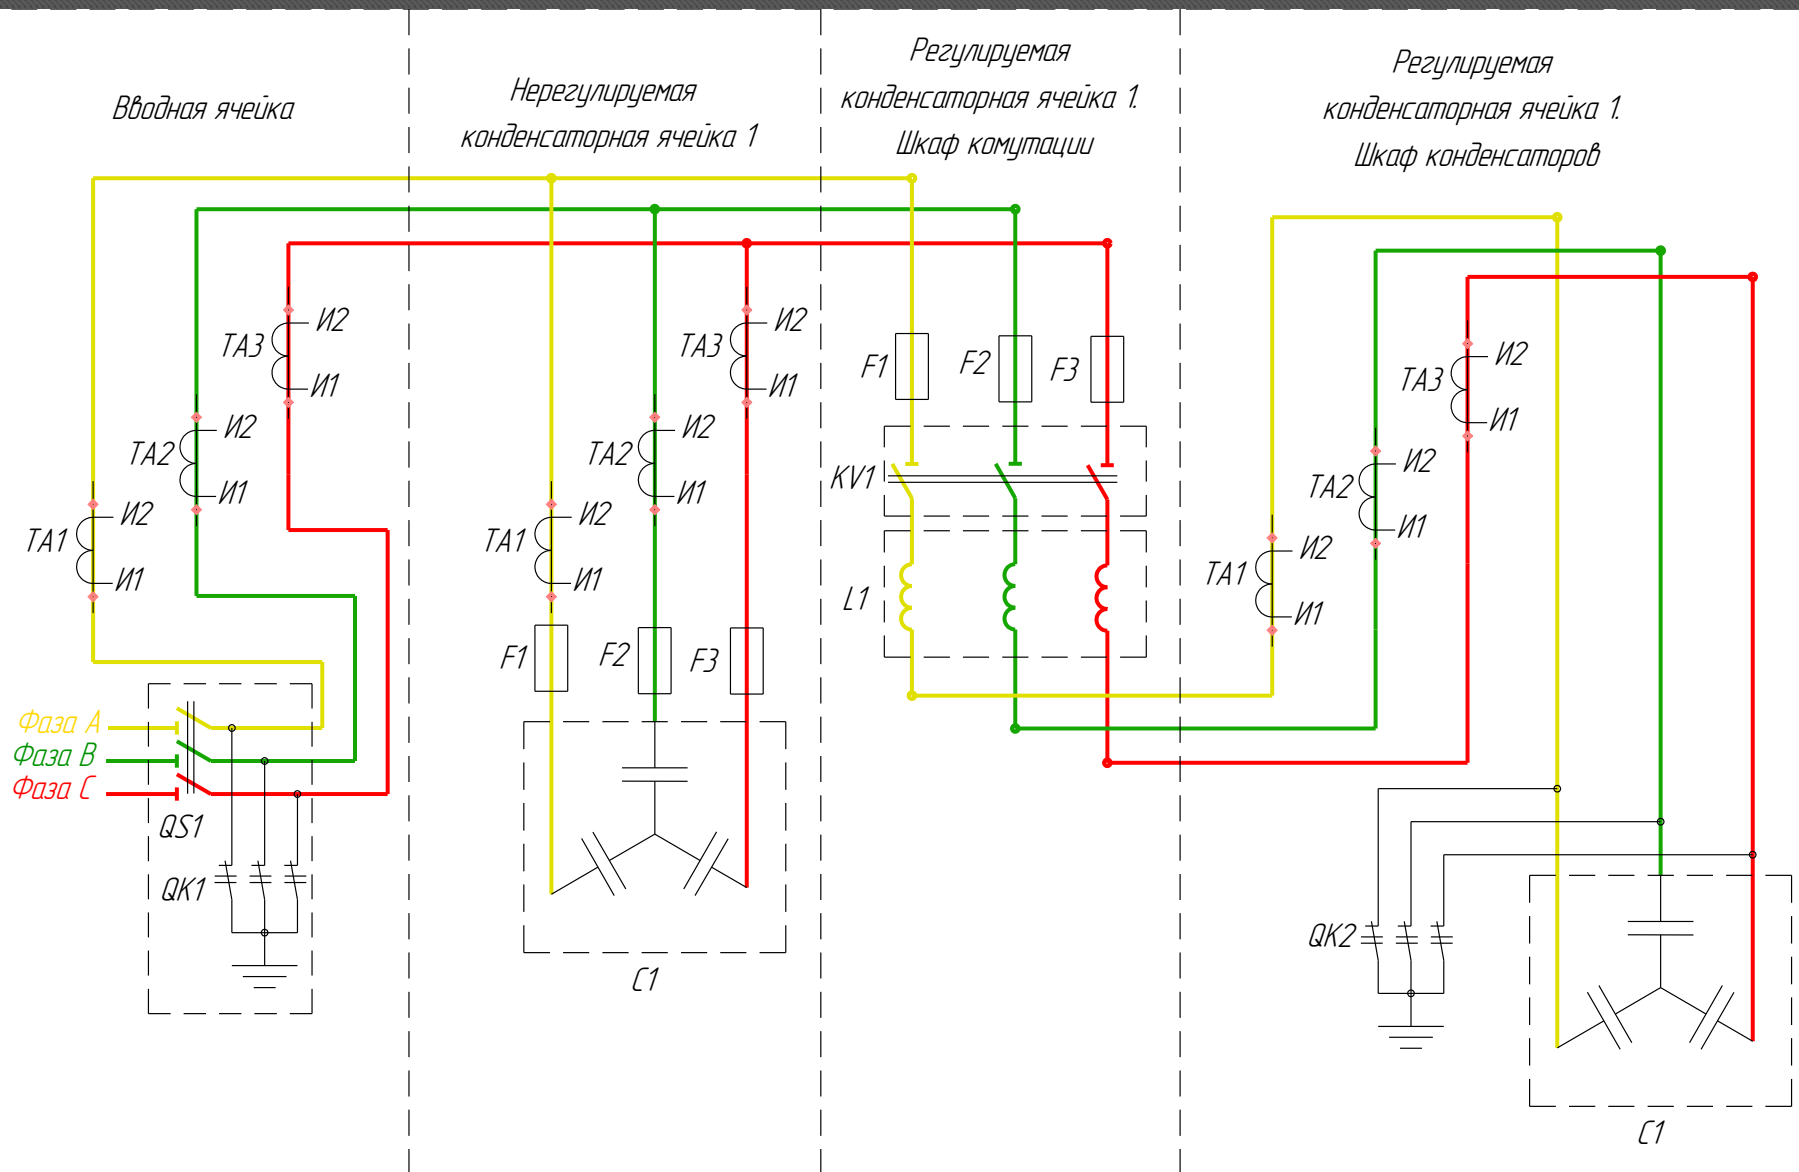 Вводная ячейка
Нерегулируемая
конденсаторная ячейка 1
Регулируемая
конденсаторная ячейка 1.
Шкаф комутации
Регулируемая
конденсаторная ячейка 1.
Шкаф конденсаторов
TA3
И2
И1
TA2
И2
И1
TA1
И2
И1
Фаза A
Фаза B
Фаза C
QS1
QK1
TA3
И2
И1
TA2
И2
И1
TA1
И2
И1
F1
F2
F3
C1
F1
F2
F3
KV1
L1
TA3
И2
И1
TA2
И2
И1
TA1
И2
И1
QK2
C1